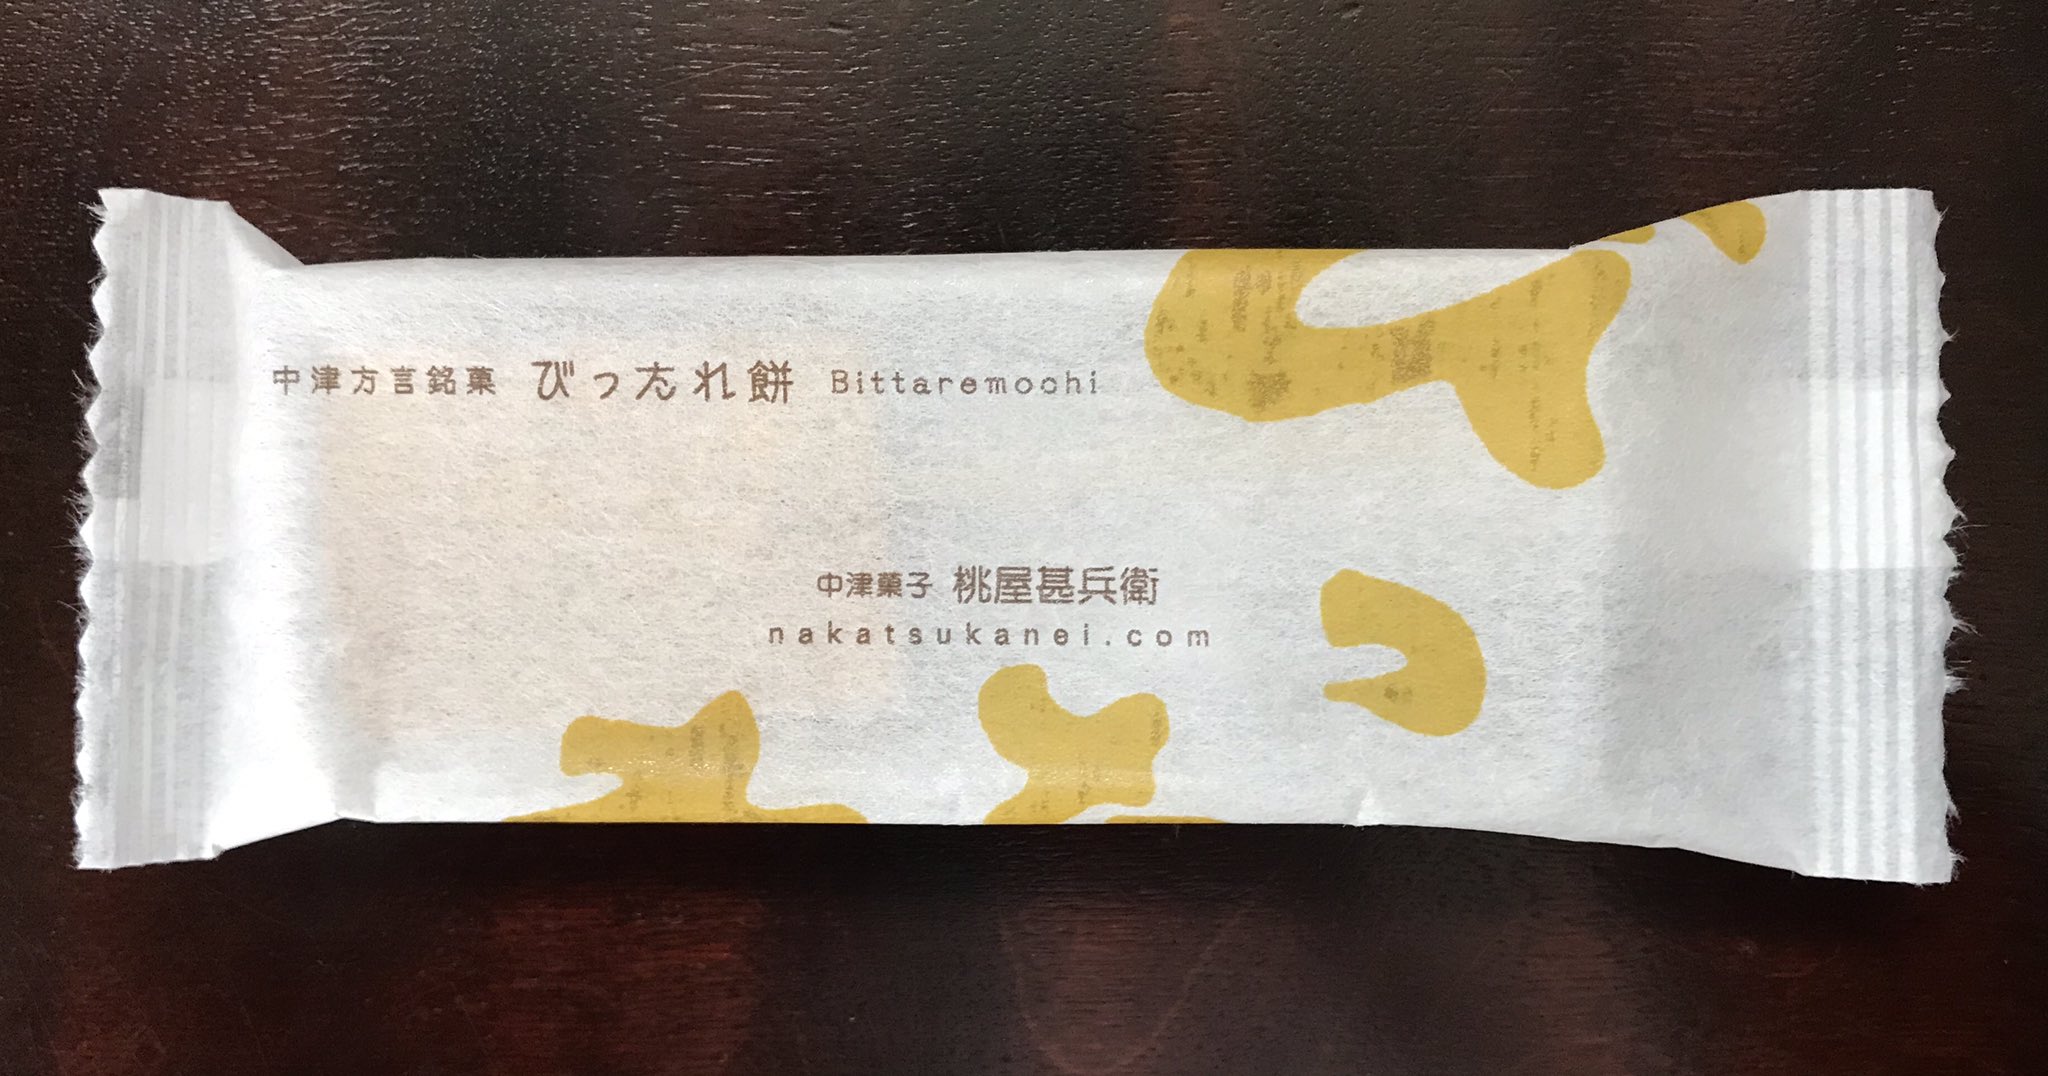 中津方言銘菓 びったれ餅 Bittaremochi
中津菓子 桃屋甚兵衛
nakatsukanei.com